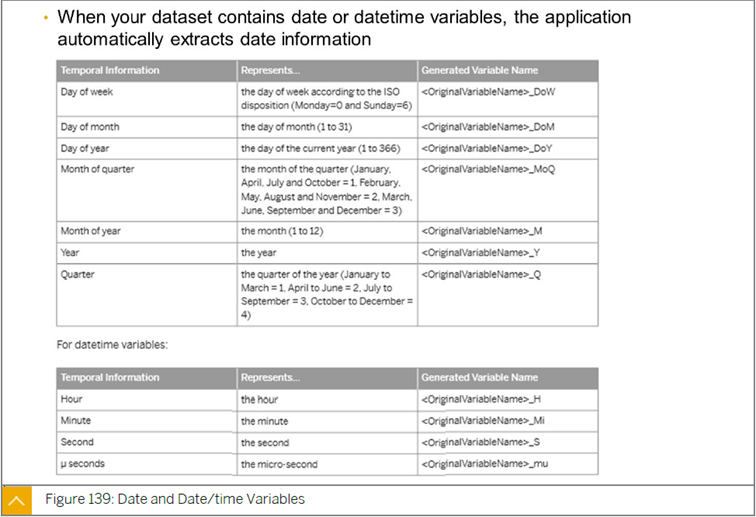 • When your dataset contains date or datetime variables, the application
automatically extracts date information
Temporal Information Represents... Generated Variable Name
Day of week the day of week according to the ISO <OriginalVariableName>_DoW
disposition (Monday=0 and Sunday=6)
Day of month the day of month (1 to 31) <OriginalVariableName>_DoM
Day of year the day of the current year (1 to 366) <OriginalVariableName>_DoY
Month of quarter the month of the quarter (January, <OriginalVariableName>_MoQ
April, July and October = 1, February,
May, August and November = 2, March,
June, September and December = 3)
Month of year the month (1 to 12) <OriginalVariableName>_M
Year the year <OriginalVariableName>_Y
Quarter the quarter of the year (January to <OriginalVariableName>_Q
March = 1, April to June = 2, July to
September = 3, October to December =
4)
For datetime variables:
Temporal Information Represents... Generated Variable Name
Hour the hour <OriginalVariableName>_H
Minute the minute <OriginalVariableName>_Mi
Second the second <OriginalVariableName>_S
µ seconds the micro-second <OriginalVariableName>_mu
Figure 139: Date and Date/time Variables